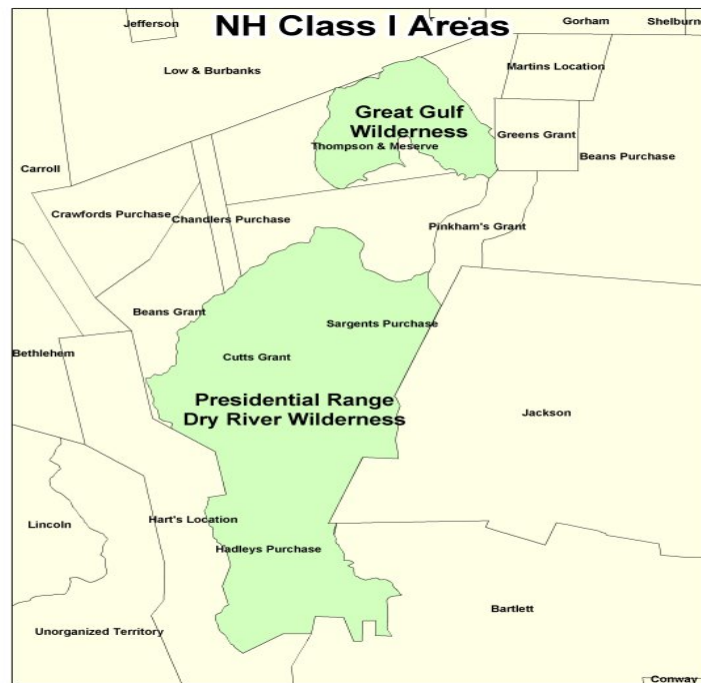 NH Class I Areas
Jefferson
Gorham
Shelburn
Low & Burbanks
Martins Location
Great Gulf
Wilderness
Thompson & Meserve
Greens Grant
Beans Purchase
Carroll
Crawfords Purchase
Chandlers Purchase
Pinkham's Grant
Beans Grant
Sargents Purchase
Bethlehem
Cutts Grant
Presidential Range
Dry River Wilderness
Jackson
Lincoln
Hart's Location
Hadleys Purchase
Bartlett
Unorganized Territory
Conway